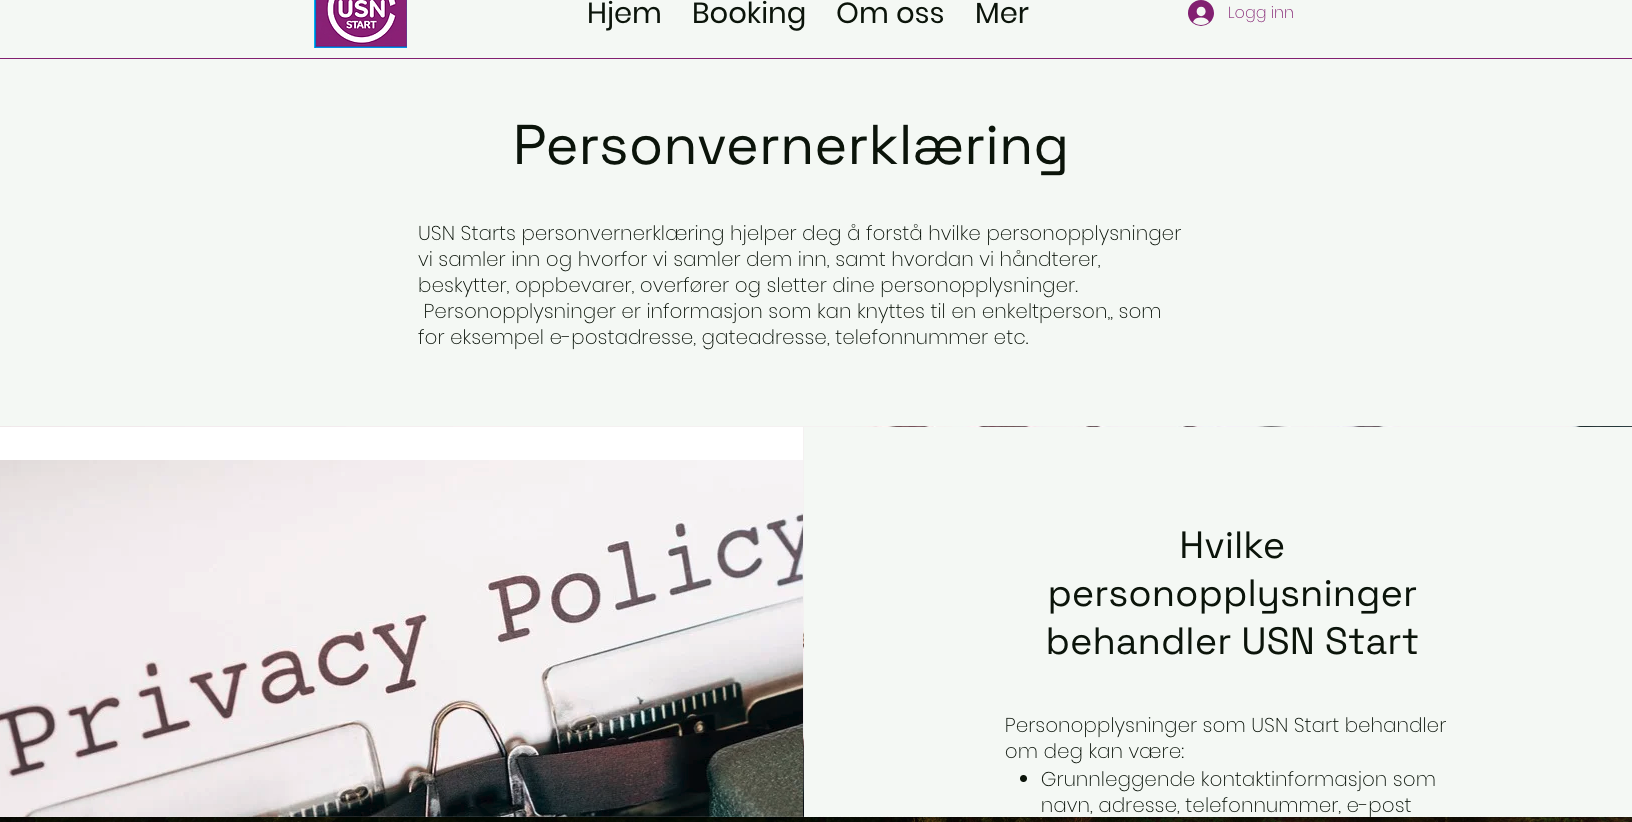 USN
START
Hjem Booking Om oss Mer
Logg inn
Personvernerklæring
USN Starts personvernerklæring hjelper deg å forstå hvilke personopplysninger
vi samler inn og hvorfor vi samler dem inn, samt hvordan vi håndterer,
beskytter, oppbevarer, overfører og sletter dine personopplysninger.
Personopplysninger er informasjon som kan knyttes til en enkeltperson,, som
for eksempel e-postadresse, gateadresse, telefonnummer etc.
Privacy Policy
Hvilke
personopplysninger
behandler USN Start
Personopplysninger som USN Start behandler
om deg kan være:
• Grunnleggende kontaktinformasjon som
navn, adresse, telefonnummer, e-post